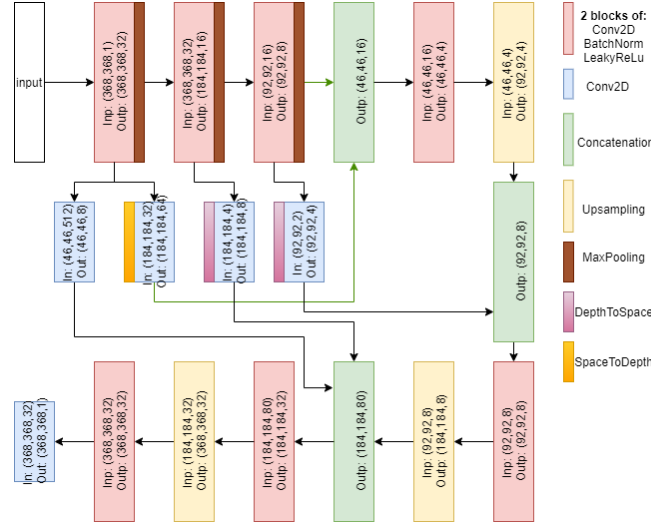 input
Inp: (368,368,1)
Outp: (368,368,32)
Inp: (368,368,32)
Outp: (184,184,16)
Inp: (92,92,16)
Outp: (92,92,8)
Outp: (46,46,16)
Inp: (46,46,16)
Outp: (46,46,4)
Inp: (46,46,4)
Outp: (92,92,4)
In: (46,46,512)
Out: (46,46,8)
In: (184,184,32)
Out: (184,184,64)
In: (184,184,4)
Out: (184,184,8)
In: (92,92,2)
Out: (92,92,4)
Outp: (92,92,8)
In: (368,368,32)
Out: (368,368,1)
Inp: (368,368,32)
Outp: (368,368,32)
Inp: (184,184,32)
Outp: (368,368,32)
Inp: (184,184,80)
Outp: (184,184,32)
Outp: (184,184,80)
Inp: (92,92,8)
Outp: (184,184,8)
Inp: (92,92,8)
Outp: (92,92,8)
2 blocks of:
Conv2D
BatchNorm
LeakyReLu
Conv2D
Concatenation
Upsampling
MaxPooling
DepthToSpace
SpaceToDepth